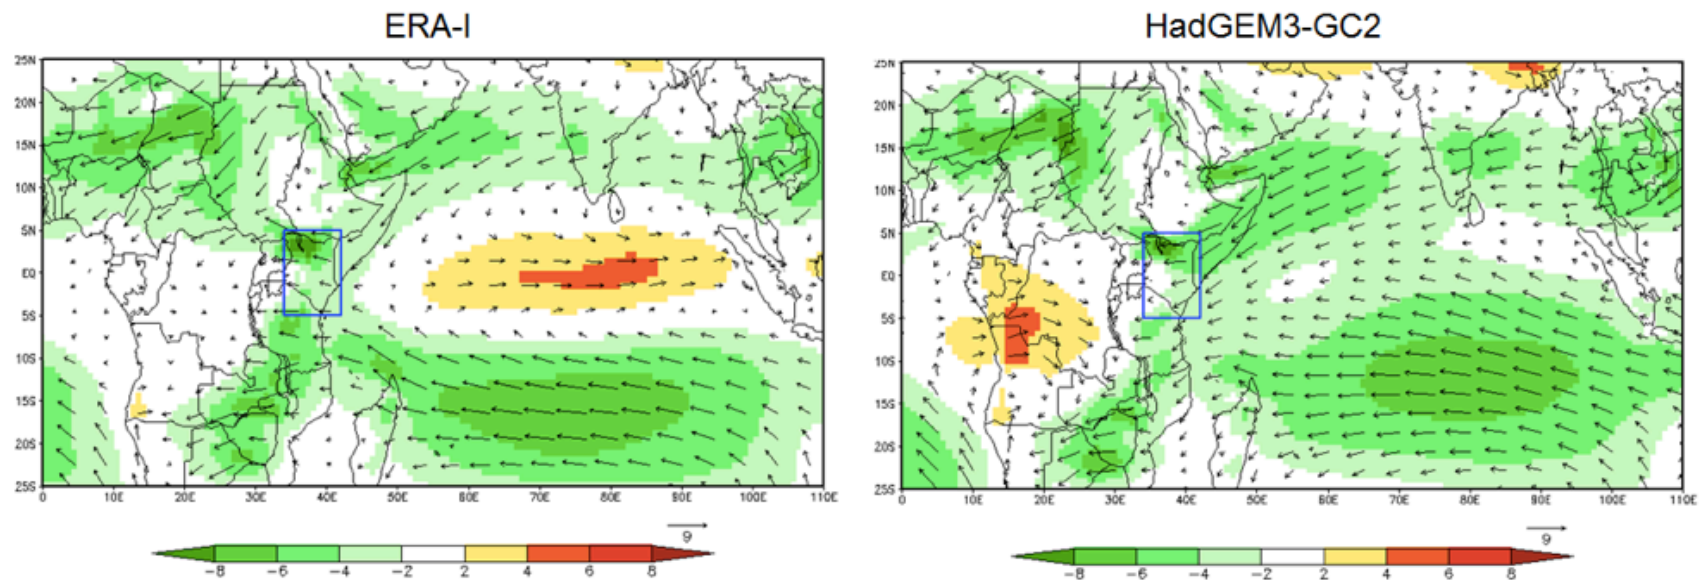 ERA-I
HadGEM3-GC2
25N
20N
15N
10N
5N
EQ
5S
10S
15S
20S
25S
0 10E 20E 30E 40E 50E 60E 70E 80E 90E 100E 110E
9
-8 -6 -4 -2 2 4 6 8
25N
20N
15N
10N
5N
EQ
5S
10S
15S
20S
25S
0 10E 20E 30E 40E 50E 60E 70E 80E 90E 100E 110E
9
-8 -6 -4 -2 2 4 6 8